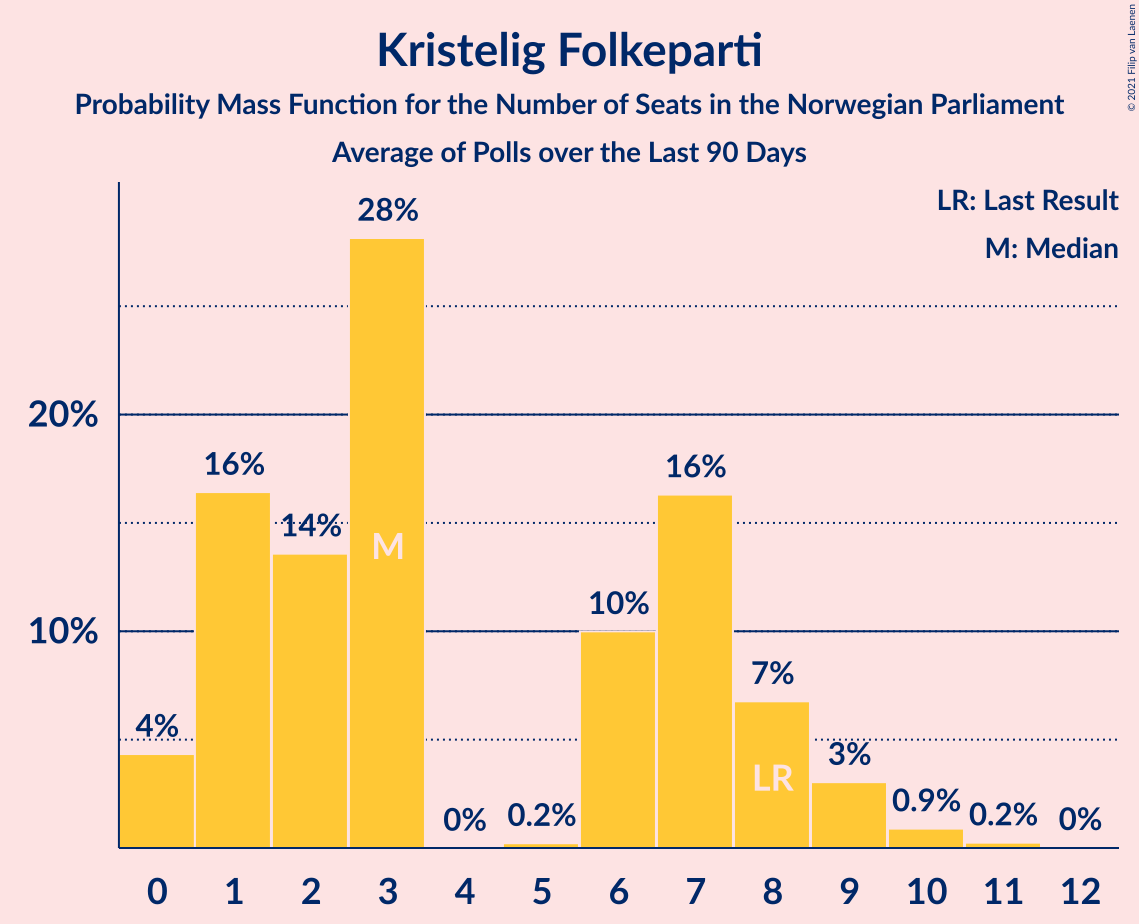 Kristelig Folkeparti
Probability Mass Function for the Number of Seats in the Norwegian Parliament
Average of Polls over the Last 90 Days
© 2021 Filip van Laenen
LR: Last Result
M: Median
28%
20%
16%
16%
14%
M
10%
10%
7%
4%
3%
LR
0%
0.2%
0.9%
0.2%
0%
0 1 2 3 4 5 6 7 8 9 10 11 12